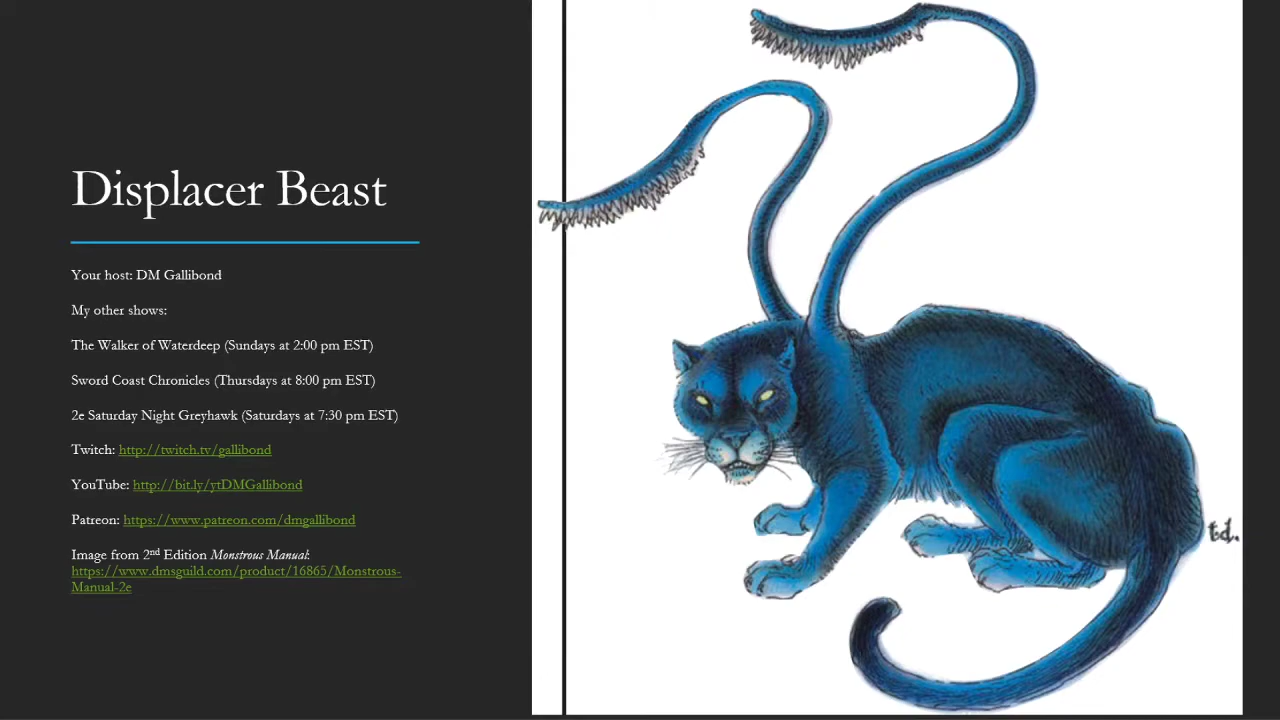 Displacer Beast
Your host: DM Gallibond
My other shows:
The Walker of Waterdeep (Sundays at 2:00 pm EST)
Sword Coast Chronicles (Thursdays at 8:00 pm EST)
2e Saturday Night Greyhawk (Saturdays at 7:30 pm EST)
Twitch: http://twitch.tv/gallibond
YouTube: http://bit.ly/ytDMGallibond
Patreon: https://www.patreon.com/dmgallibond
Image from 2nd Edition Monstrous Manual:
https://www.dmsguild.com/product/16865/Monstrous-
Manual-2e
td.